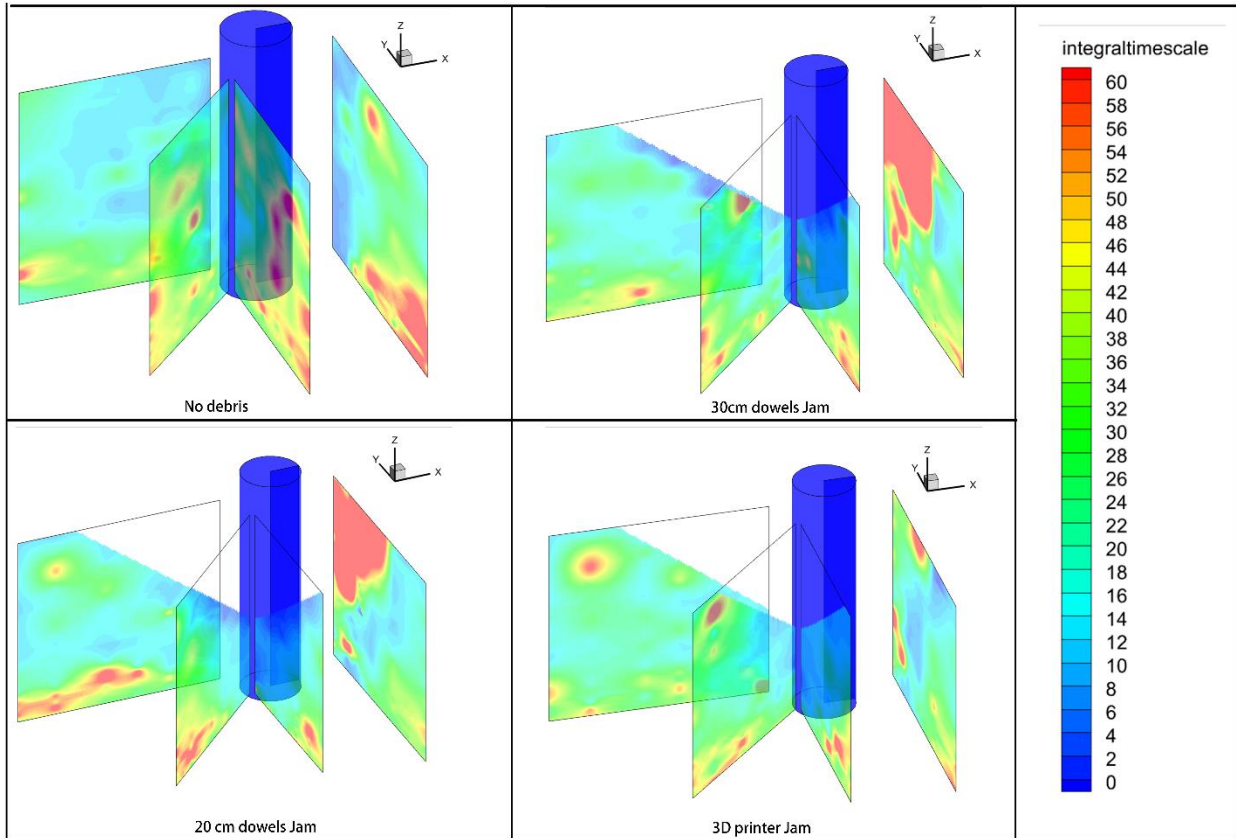 Z
Y
X
No debris
Z
Y
X
30cm dowels Jam
integraltimescale
60
58
56
54
52
50
48
46
44
42
40
38
36
34
32
30
28
26
24
22
20
18
16
14
12
10
8
6
4
2
0
Z
Y
X
20 cm dowels Jam
Z
Y
X
3D printer Jam